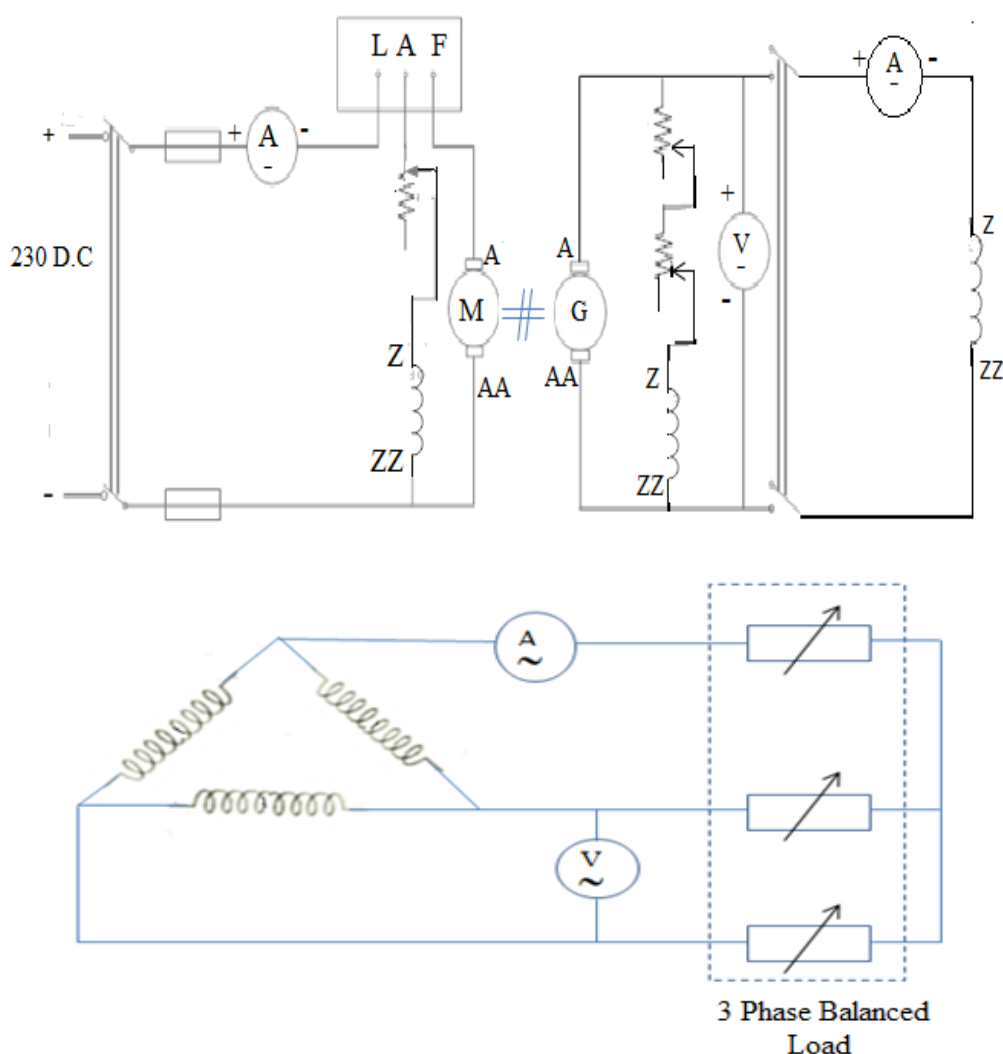 L A F
+ A - -
+ A - -
230 D.C
A
M
AA
Z
ZZ
A
G
AA
Z
ZZ
+
V
-
-
Z
ZZ
-
A
~
V
~
3 Phase Balanced
Load